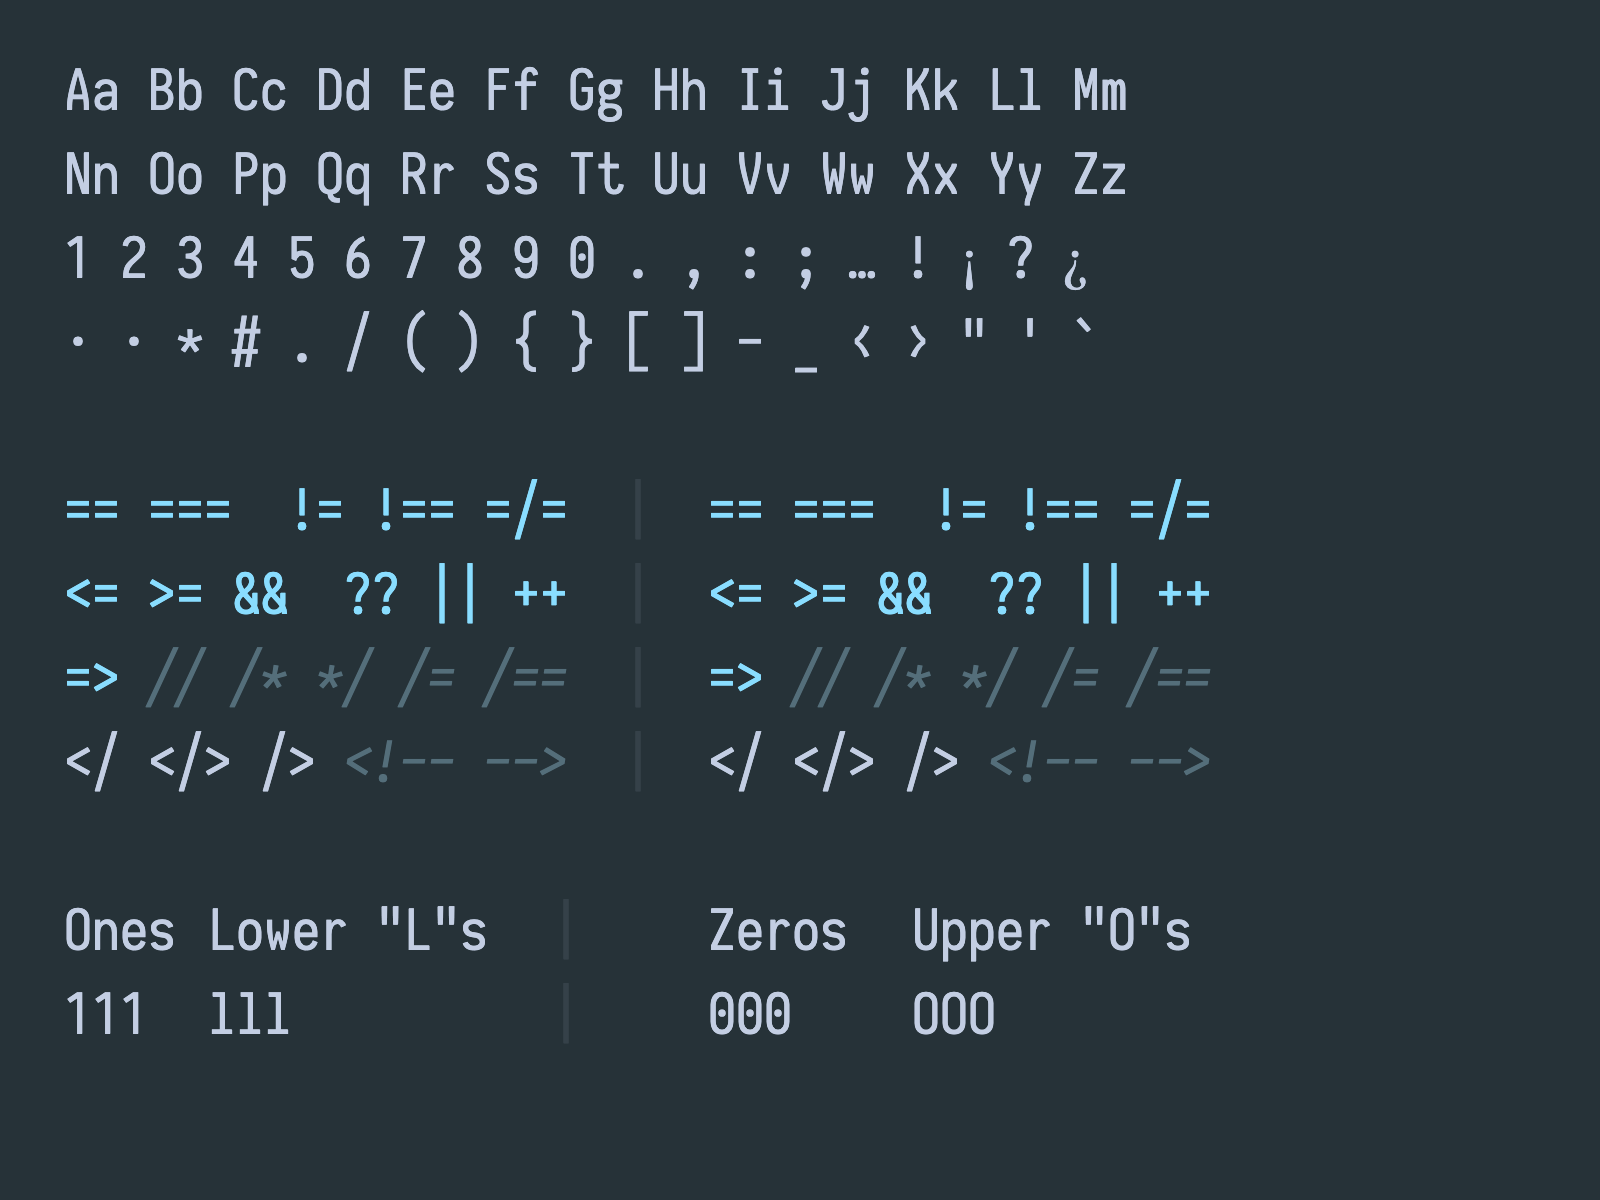 Aa Bb Cc Dd Ee Ff Gg Hh Ii Jj Kk Ll Mm
Nn Oo Pp Qq Rr Ss Tt Uu Vv Ww Xx Yy Zz
1 2 3 4 5 6 7 8 9 0 . , : ; … ! ¡ ? ¿
· · * # . / ( ) { } [ ] - _ ‹ › " ' `
== ===  != !== =/=  |  == ===  != !== =/=
<= >= &&  ?? || ++  |  <= >= &&  ?? || ++
=> // /* */ /= /==  |  => // /* */ /= /==
</ </> /> <!-- -->  |  </ </> /> <!-- -->
Ones Lower "L"s  |  Zeros  Upper "O"s
111  lll  |  000  OOO